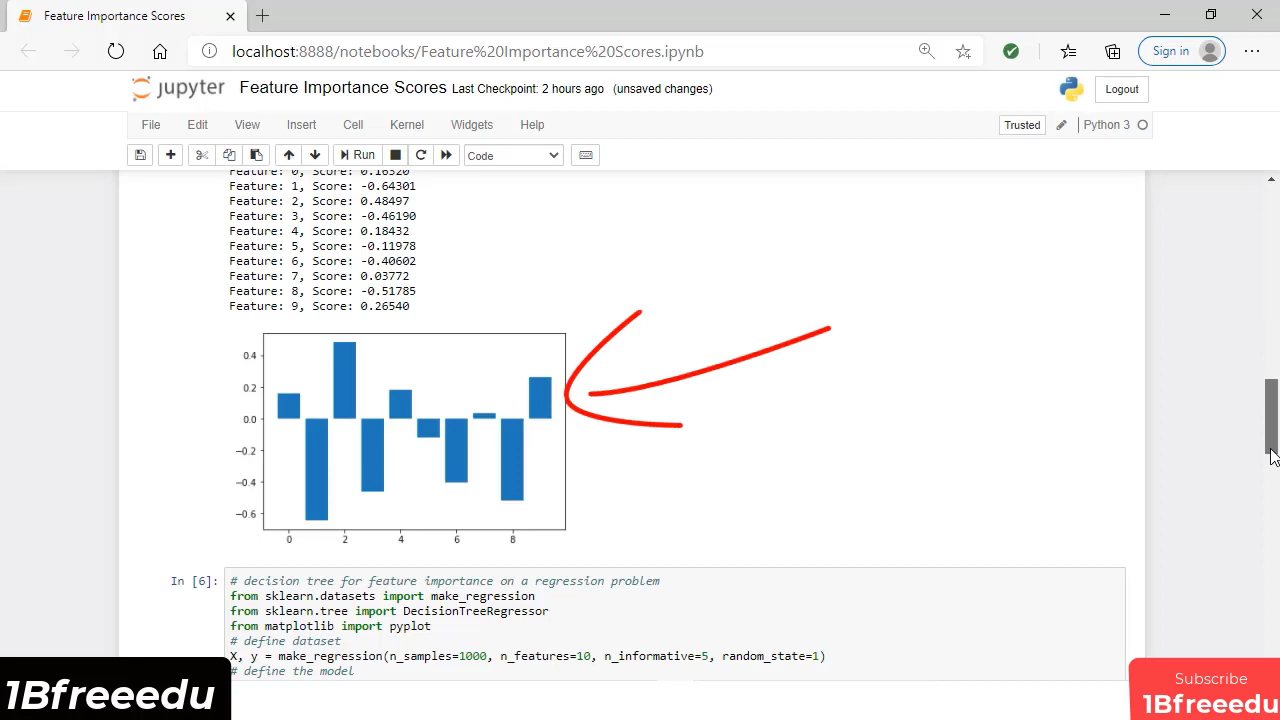 Feature Importance Scores
localhost:8888/notebooks/Feature%20Importance%20Scores.ipynb
Sign in
jupyter Feature Importance Scores Last Checkpoint: 2 hours ago (unsaved changes)
Logout
File Edit View Insert Cell Kernel Widgets Help
Trusted
Python 3
Run
Code
Feature: 0, Score: 0.16320
Feature: 1, Score: -0.64301
Feature: 2, Score: 0.48497
Feature: 3, Score: -0.46190
Feature: 4, Score: 0.18432
Feature: 5, Score: -0.11978
Feature: 6, Score: -0.40602
Feature: 7, Score: 0.03772
Feature: 8, Score: -0.51785
Feature: 9, Score: 0.26540
0.4
0.2
0.0
−0.2
−0.4
−0.6
0 2 4 6 8
In [6]:
# decision tree for feature importance on a regression problem
from sklearn.datasets import make_regression
from sklearn.tree import DecisionTreeRegressor
from matplotlib import pyplot
# define dataset
X, y = make_regression(n_samples=1000, n_features=10, n_informative=5, random_state=1)
# define the model
1Bfreeedu
Subscribe
1Bfreeedu